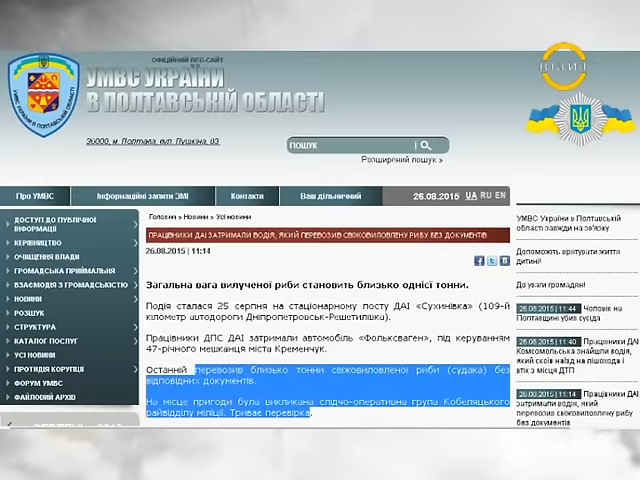 ОФІЦІЙНИЙ ВЕБ-САЙТ
УМВС УКРАЇНИ
В ПОЛТАВСЬКІЙ ОБЛАСТІ
36000, м. Полтава, вул. Пушкіна, 83
ПОШУК
Розширений пошук »
ВІЗИТ
Про УМВС
Інформаційні запити ЗМІ
Контакти
Ваш дільничний
26.08.2015 UA RU EN
ДОСТУП ДО ПУБЛІЧНОЇ
ІНФОРМАЦІЇ
КЕРІВНИЦТВО
ОЧИЩЕННЯ ВЛАДИ
ГРОМАДСЬКА ПРИЙМАЛЬНЯ
ВЗАЄМОДІЯ З ГРОМАДСЬКІСТЮ
НОВИНИ
РОЗШУК
СТРУКТУРА
КАТАЛОГ ПОСЛУГ
УСІ НОВИНИ
ПРОТИДІЯ КОРУПЦІЇ
ФОРУМ УМВС
ФАЙЛОВИЙ АРХІВ
Головна » Новини » Усі новини
ПРАЦІВНИКИ ДАІ ЗАТРИМАЛИ ВОДІЯ, ЯКИЙ ПЕРЕВОЗИВ СВІЖОВИЛОВЛЕНУ РИБУ БЕЗ ДОКУМЕНТІВ
26.08.2015 | 11:14
Загальна вага вилученої риби становить близько однієї тонни.
Подія сталася 25 серпня на стаціонарному посту ДАІ «Сухинівка» (109-й
кілометр автодороги Дніпропетровськ-Решетилівка).
Працівники ДПС ДАІ затримали автомобіль «Фольксваген», під керуванням
47-річного мешканця міста Кременчук.
Останній перевозив близько тонни свіжовиловленої риби (судака) без
відповідних документів.
На місце пригоди була викликана слідчо-оперативна група Кобеляцького
райвідділу міліції. Триває перевірка.
УМВС України в Полтавській
області завжди на зв'язку
Допоможіть врятувати життя
дитині!
До уваги громадян!
26.08.2015 | 11:44 Чоловік на
Полтавщині убив сусіда
26.08.2015 | 11:40 Працівники ДАІ
Комсомольська знайшли водія,
який скоїв наїзд на пішохода і
втік з місця ДТП
26.08.2015 | 11:14 Працівники ДАІ
затримали водія, який
перевозив свіжовиловлену рибу
без документів